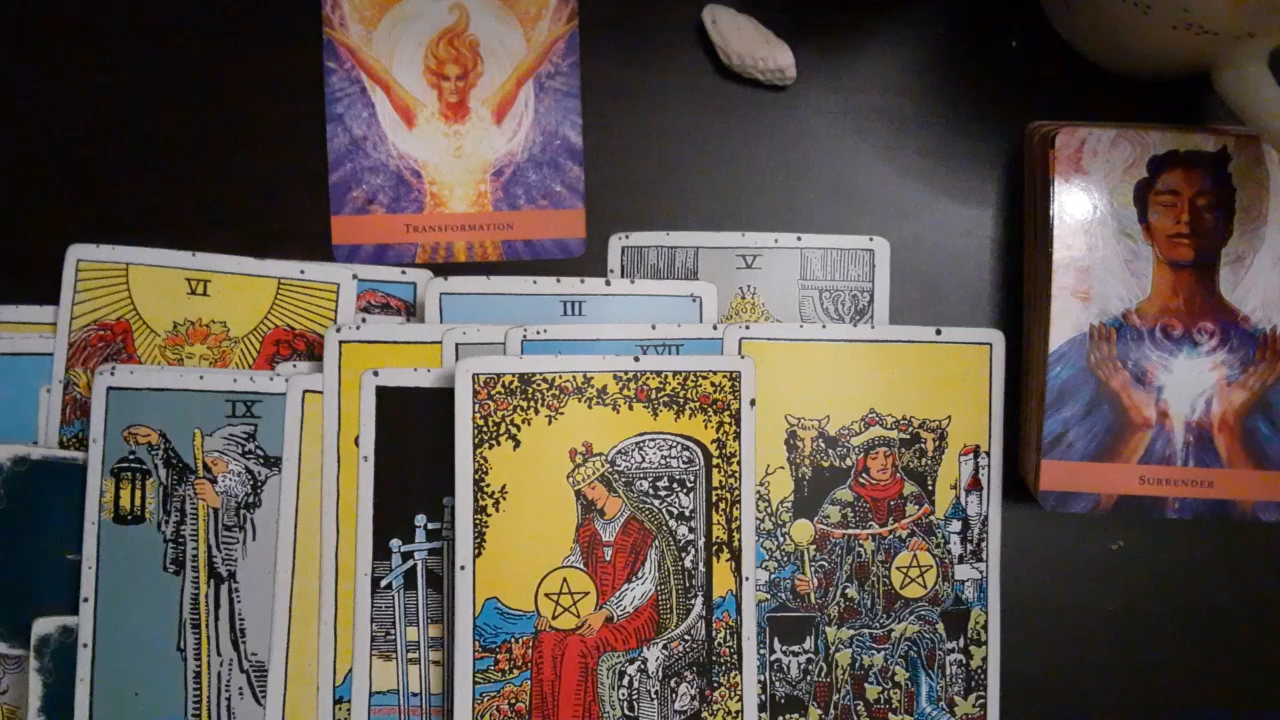 TRANSFORMATION
V
VI
III
XVII
IX
SURRENDER